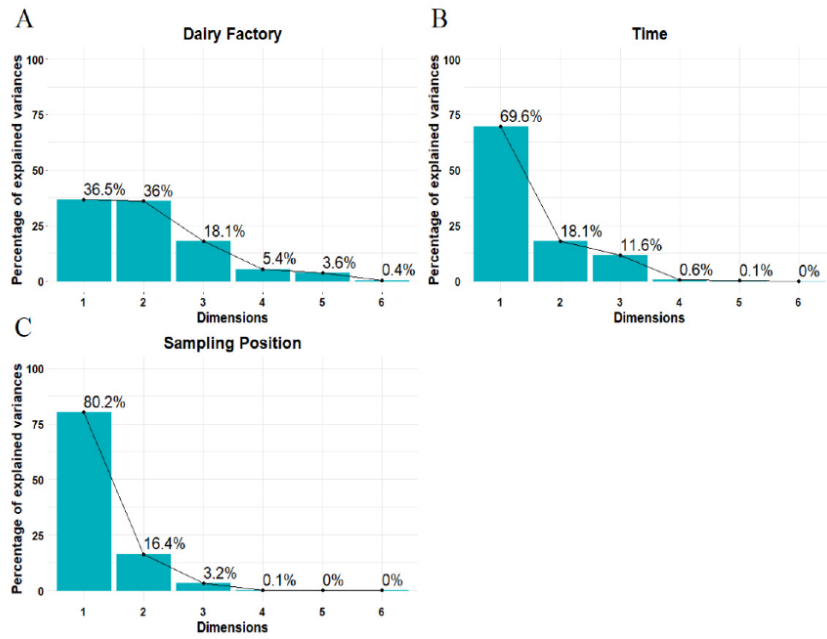 A
Dairy Factory
Percentage of explained variances
100
75
50
25
0
36.5%
36%
18.1%
5.4%
3.6%
0.4%
1 2 3 4 5 6
Dimensions
B
Time
Percentage of explained variances
100
75
50
25
0
69.6%
18.1%
11.6%
0.6%
0.1%
0%
1 2 3 4 5 6
Dimensions
C
Sampling Position
Percentage of explained variances
100
75
50
25
0
80.2%
16.4%
3.2%
0.1%
0%
0%
1 2 3 4 5 6
Dimensions